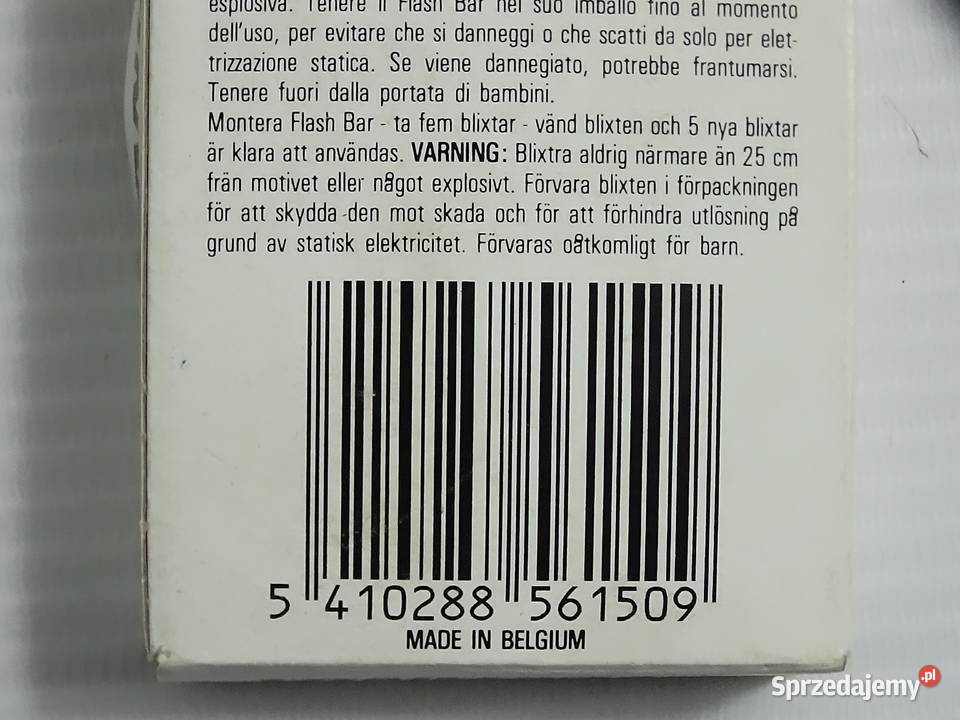 esplosiva. Tenere il Flash Bar nel suo imballo fino al momento
dell'uso, per evitare che si danneggi o che scatti da solo per elet-
trizzazione statica. Se viene dannegiato, potrebbe frantumarsi.
Tenere fuori dalla portata di bambini.
Montera Flash Bar - ta fem blixtar - vänd blixten och 5 nya blixtar
är klara att användas. VARNING: Blixtra aldrig närmare än 25 cm
frän motivet eller något explosivt. Förvara blixten i förpackningen
för att skydda den mot skada och för att förhindra utlösning på
grund av statisk elektricitet. Förvaras oåtkomligt för barn.
5 410288 561509
MADE IN BELGIUM
Sprzedajemy.pl